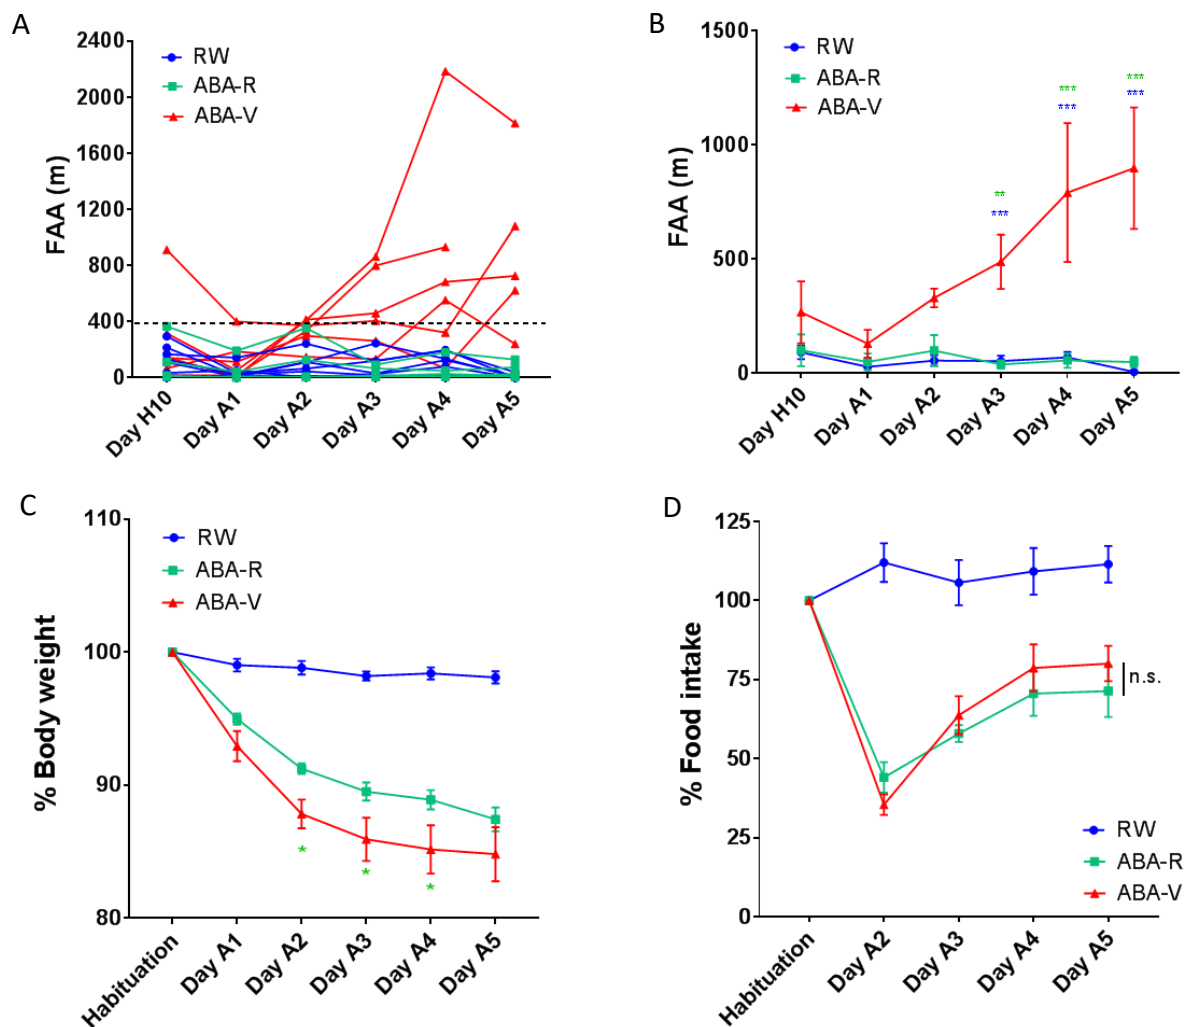 A
FAA (m)
2400
2000
1600
1200
800
400
0
RW
ABA-R
ABA-V
Day H10
Day A1
Day A2
Day A3
Day A4
Day A5
B
FAA (m)
1500
1000
500
0
RW
ABA-R
ABA-V
**
***
***
***
***
***
Day H10
Day A1
Day A2
Day A3
Day A4
Day A5
C
% Body weight
110
100
90
80
RW
ABA-R
ABA-V
*
*
*
Habituation
Day A1
Day A2
Day A3
Day A4
Day A5
D
% Food intake
125
100
75
50
25
0
n.s.
RW
ABA-R
ABA-V
Habituation
Day A2
Day A3
Day A4
Day A5